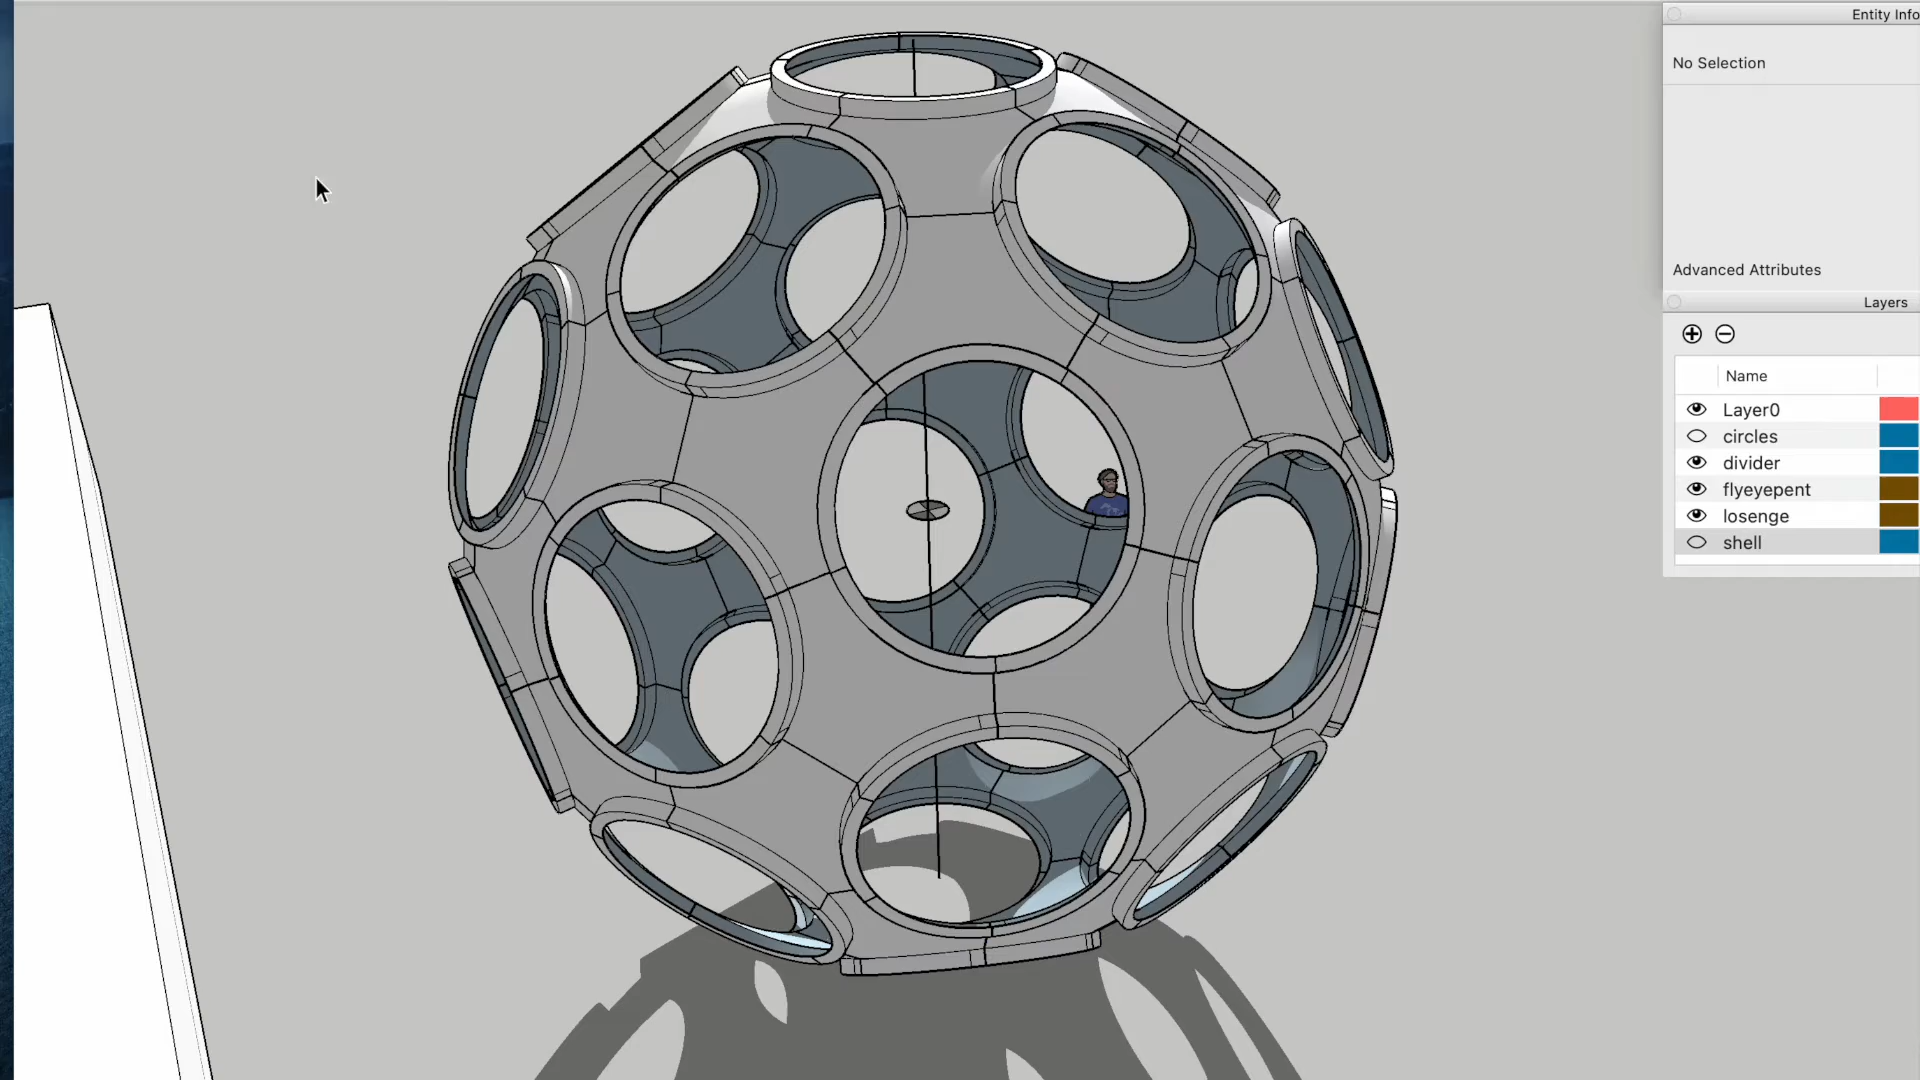 Entity Info
No Selection
Advanced Attributes
Layers
Name
Layer0
circles
divider
flyeyepent
losenge
shell